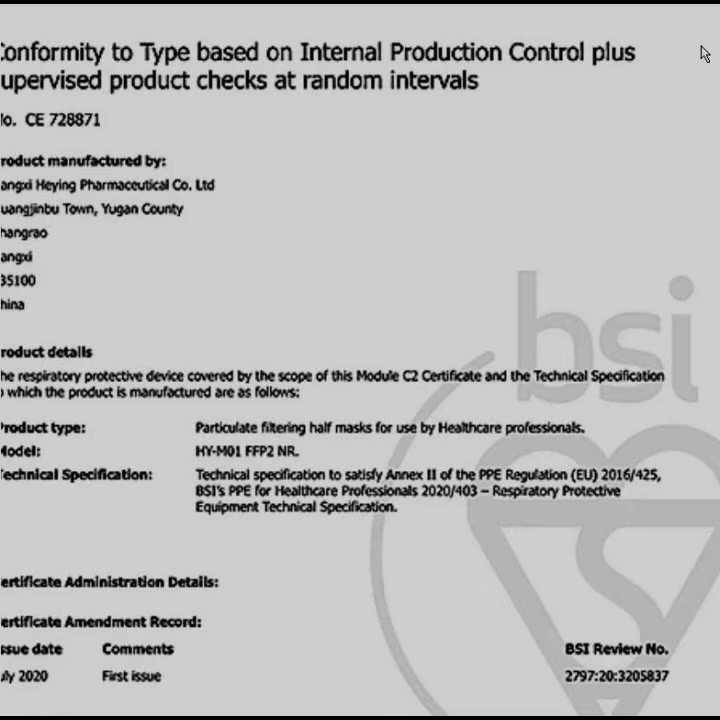 onformity to Type based on Internal Production Control plus
upervised product checks at random intervals
lo. CE 728871
roduct manufactured by:
angxi Heying Pharmaceutical Co. Ltd
uangjinbu Town, Yugan County
hangrao
angxi
35100
hina
bsi
roduct details
he respiratory protective device covered by the scope of this Module C2 Certificate and the Technical Specification
which the product is manufactured are as follows:
roduct type: Particulate filtering half masks for use by Healthcare professionals.
lodel: HY-M01 FFP2 NR.
echnical Specification: Technical specification to satisfy Annex II of the PPE Regulation (EU) 2016/425,
BSI's PPE for Healthcare Professionals 2020/403 – Respiratory Protective
Equipment Technical Specification.
ertificate Administration Details:
ertificate Amendment Record:
ssue date Comments BSI Review No.
uly 2020 First issue 2797:20:3205837